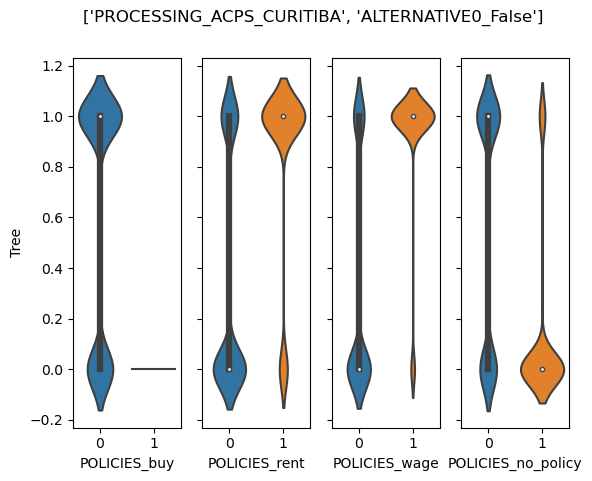 ['PROCESSING_ACPS_CURITIBA', 'ALTERNATIVE0_False']
Tree
1.2
1.0
0.8
0.6
0.4
0.2
0.0
−0.2
0 1 0 1 0 1 0 1
POLICIES_buy POLICIES_rent POLICIES_wage POLICIES_no_policy